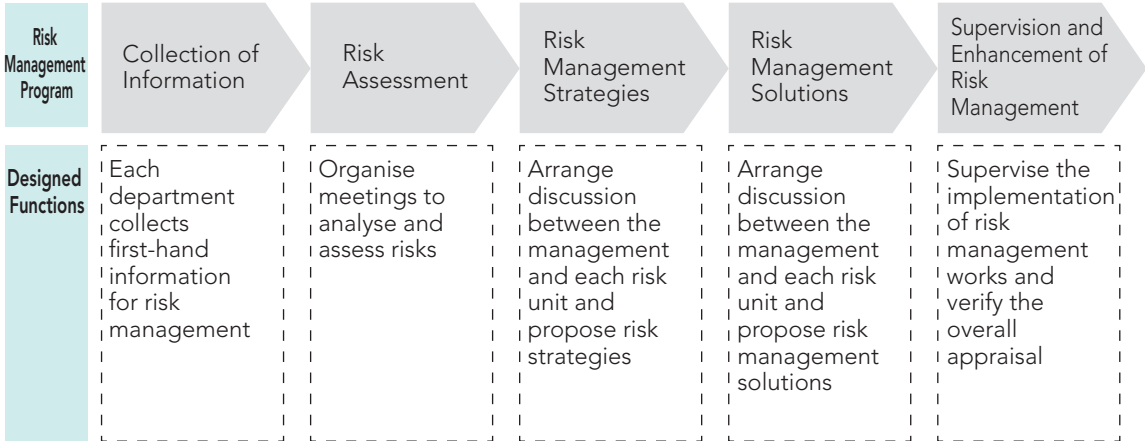 Risk
Management
Program
Collection of
Information
Risk
Assessment
Risk
Management
Strategies
Risk
Management
Solutions
Supervision and
Enhancement of
Risk
Management
Designed
Functions
Each
department
collects
first-hand
information
for risk
management
Organise
meetings to
analyse and
assess risks
Arrange
discussion
between the
management
and each risk
unit and
propose risk
strategies
Arrange
discussion
between the
management
and each risk
unit and
propose risk
management
solutions
Supervise the
implementation
of risk
management
works and
verify the
overall
appraisal